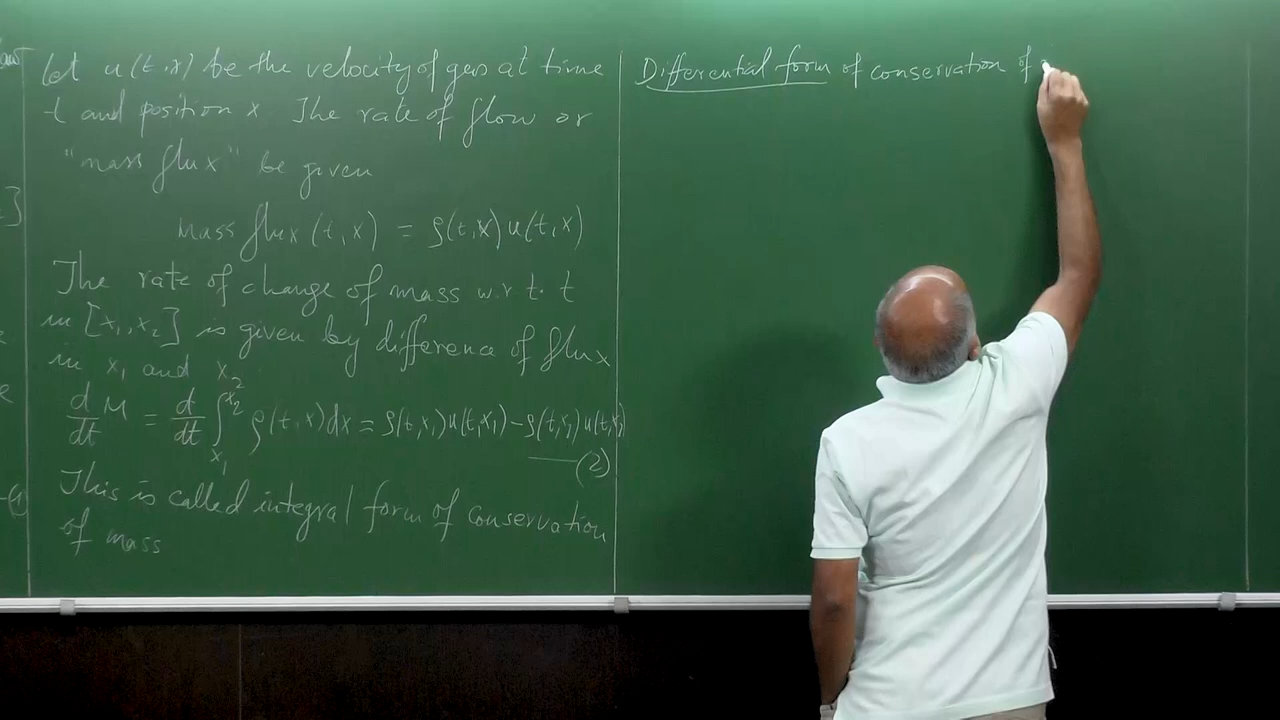 Let u(t,x) be the velocity of gas at time
t and position x The rate of flow or
"mass flux" be given
mass flux (t,x) = ρ(t,x) u(t,x)
The rate of change of mass w.r t. t
in [x₁, x₂] is given by difference of flux
in x₁ and x₂
d/dt M = d/dt ∫_{x₁}^{x₂} ρ(t,x) dx = ρ(t,x₁) u(t,x₁) - ρ(t,x₂) u(t,x₂)
—(2)
This is called integral form of conservation
of mass
Differential form of conservation of